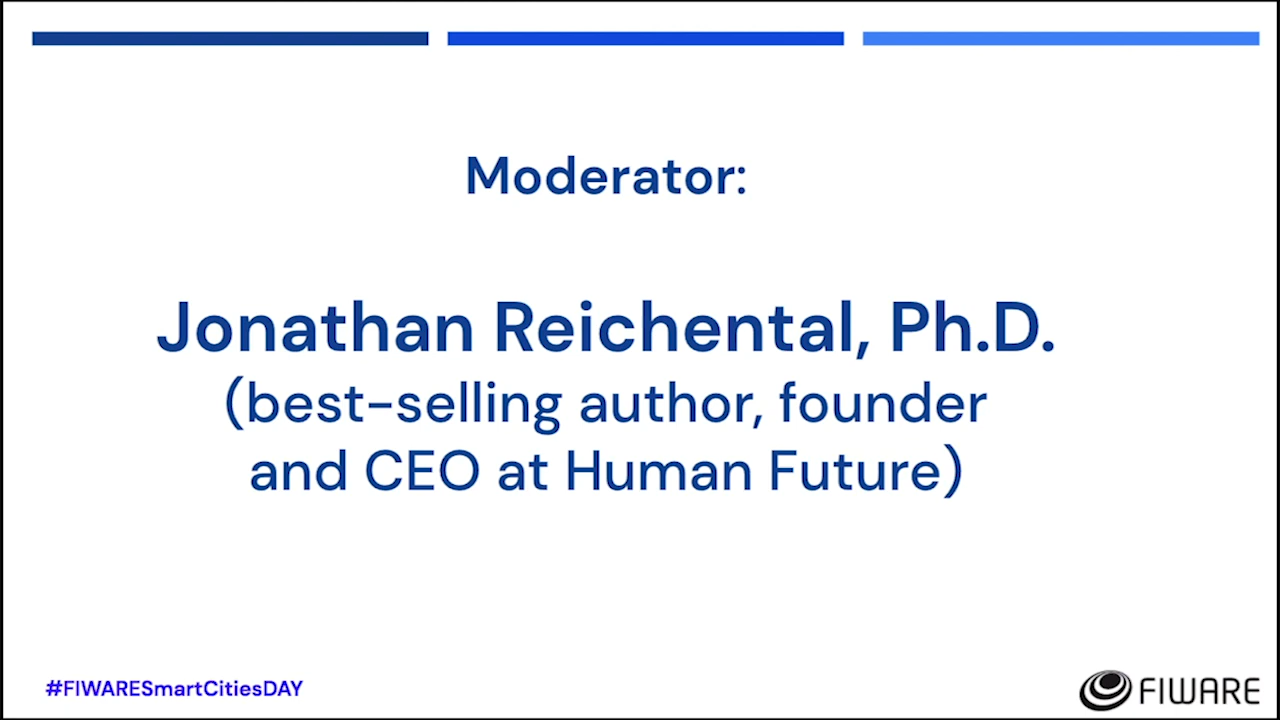 Moderator:
Jonathan Reichental, Ph.D.
(best-selling author, founder
and CEO at Human Future)
#FIWARESmartCitiesDAY
FIWARE